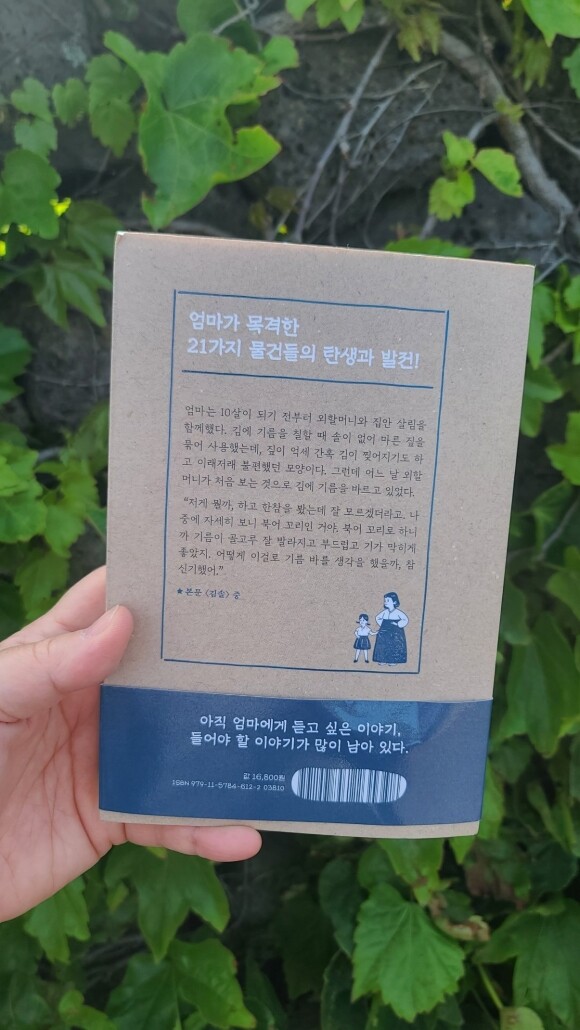 엄마가 목격한
21가지 물건들의 탄생과 발전!
엄마는 10살이 되기 전부터 외할머니와 집안 살림을
함께했다. 김에 기름을 칠할 때 솔이 없어 마른 짚을
묶어 사용했는데, 짚이 억세 간혹 김이 찢어지기도 하
고 이래저래 불편했던 모양이다. 그런데 어느 날 외할
머니가 처음 보는 것으로 김에 기름을 바르고 있었다.
“저게 뭘까, 하고 한참을 봤는데 잘 모르겠더라고. 나
중에 자세히 보니 북어 꼬리인 거야. 북어 꼬리로 하니
까 기름이 골고루 잘 발라지고 부드럽고 기가 막히게
좋았지. 어떻게 이걸로 기름 바를 생각을 했을까, 참
신기했어.”
★ 본문 <김솔> 중
아직 엄마에게 듣고 싶은 이야기,
들어야 할 이야기가 많이 남아 있다.
값 16,800원
ISBN 979-11-5784-612-2 03810